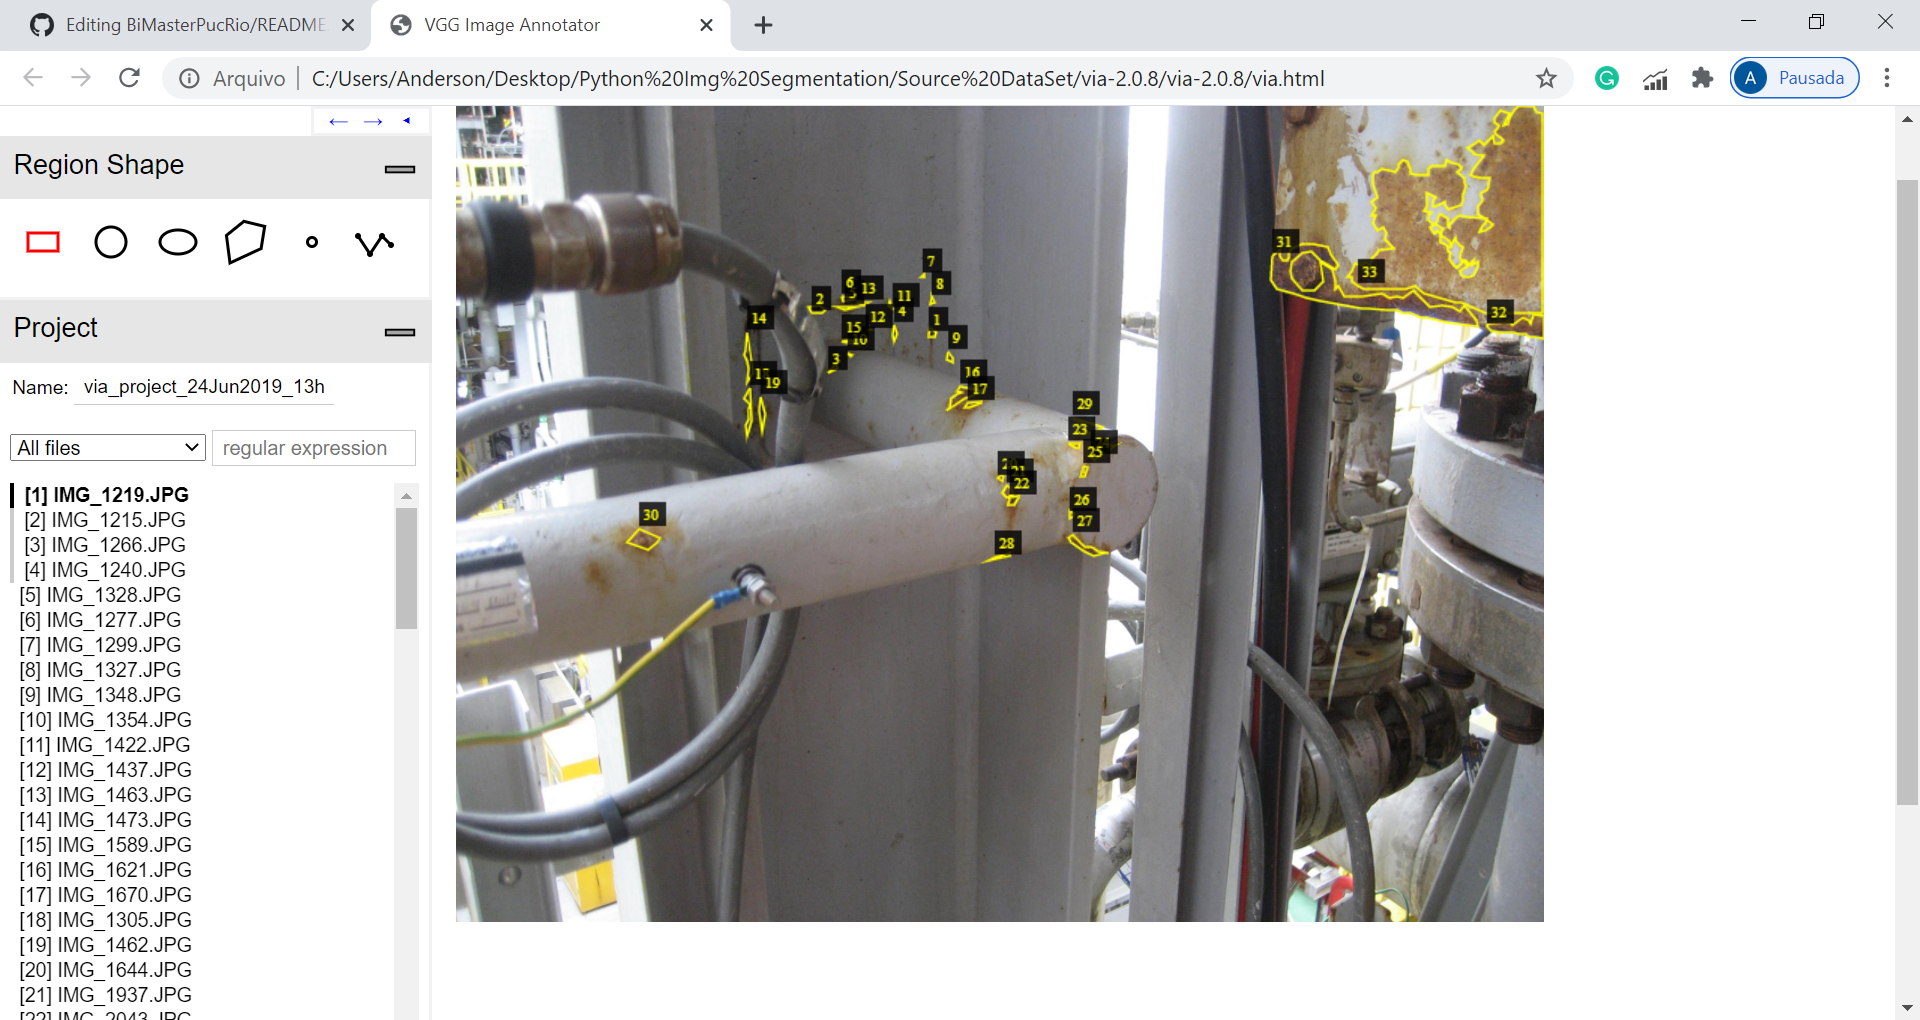 Editing BiMasterPucRio/README
VGG Image Annotator
Arquivo
C:/Users/Anderson/Desktop/Python%20Img%20Segmentation/Source%20DataSet/via-2.0.8/via-2.0.8/via.html
A Pausada
Region Shape
Project
Name: via_project_24Jun2019_13h
All files
regular expression
[1] IMG_1219.JPG
[2] IMG_1215.JPG
[3] IMG_1266.JPG
[4] IMG_1240.JPG
[5] IMG_1328.JPG
[6] IMG_1277.JPG
[7] IMG_1299.JPG
[8] IMG_1327.JPG
[9] IMG_1348.JPG
[10] IMG_1354.JPG
[11] IMG_1422.JPG
[12] IMG_1437.JPG
[13] IMG_1463.JPG
[14] IMG_1473.JPG
[15] IMG_1589.JPG
[16] IMG_1621.JPG
[17] IMG_1670.JPG
[18] IMG_1305.JPG
[19] IMG_1462.JPG
[20] IMG_1644.JPG
[21] IMG_1937.JPG
[22] IMG_2043.JPG
31
7
33
6
13
8
11
2
4
32
14
12
1
15
10
9
3
16
19
17
29
23
25
22
26
30
27
28